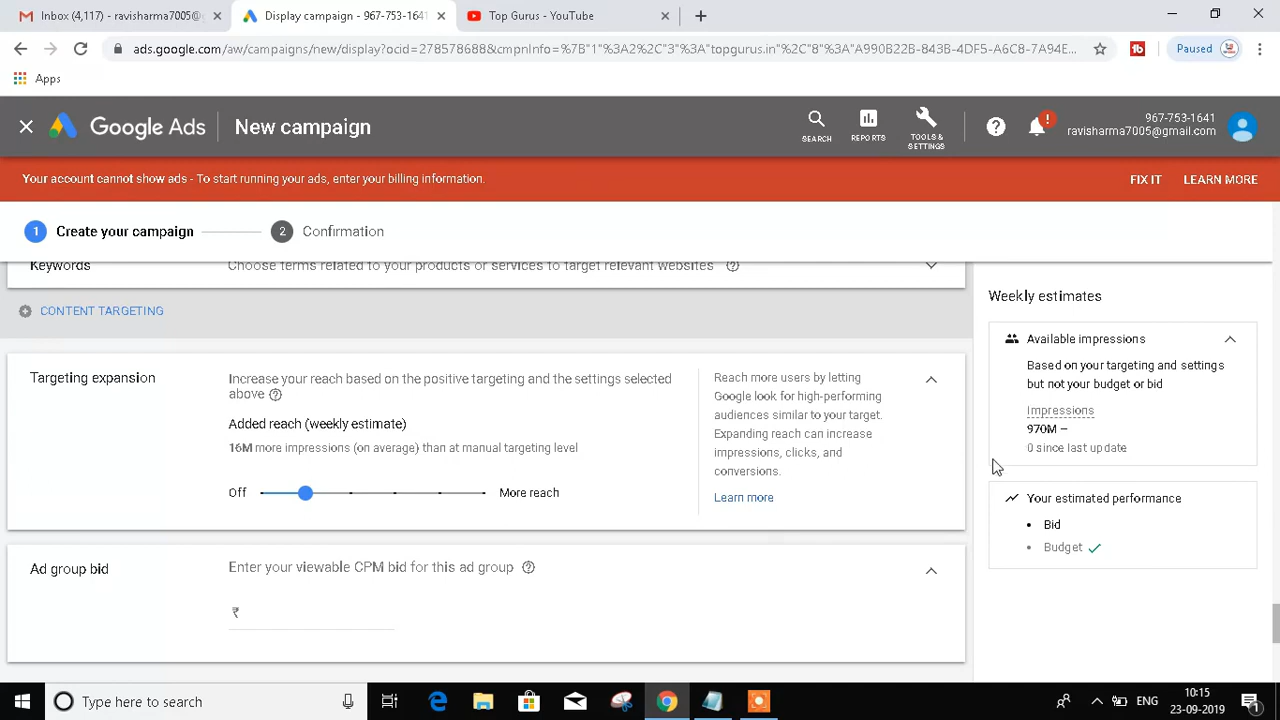 Inbox (4,117) - ravisharma7005@g
Display campaign - 967-753-1641
Top Gurus - YouTube
ads.google.com/aw/campaigns/new/display?ocid=278578688&cmpnInfo=%7B"1"%3A2%2C"3"%3A"topgurus.in"%2C"8"%3A"A990B22B-843B-4DF5-A6C8-7A94E...
Paused
Apps
Google Ads
New campaign
SEARCH
REPORTS
TOOLS &
SETTINGS
967-753-1641
ravisharma7005@gmail.com
Your account cannot show ads - To start running your ads, enter your billing information.
FIX IT
LEARN MORE
1
Create your campaign
2
Confirmation
Keywords
Choose terms related to your products or services to target relevant websites
CONTENT TARGETING
Targeting expansion
Increase your reach based on the positive targeting and the settings selected
above
Added reach (weekly estimate)
16M more impressions (on average) than at manual targeting level
Off
More reach
Reach more users by letting
Google look for high-performing
audiences similar to your target.
Expanding reach can increase
impressions, clicks, and
conversions.
Learn more
Ad group bid
Enter your viewable CPM bid for this ad group
₹
Weekly estimates
Available impressions
Based on your targeting and settings
but not your budget or bid
Impressions
970M –
0 since last update
Your estimated performance
• Bid
• Budget ✓
Type here to search
ENG
10:15
23-09-2019
1